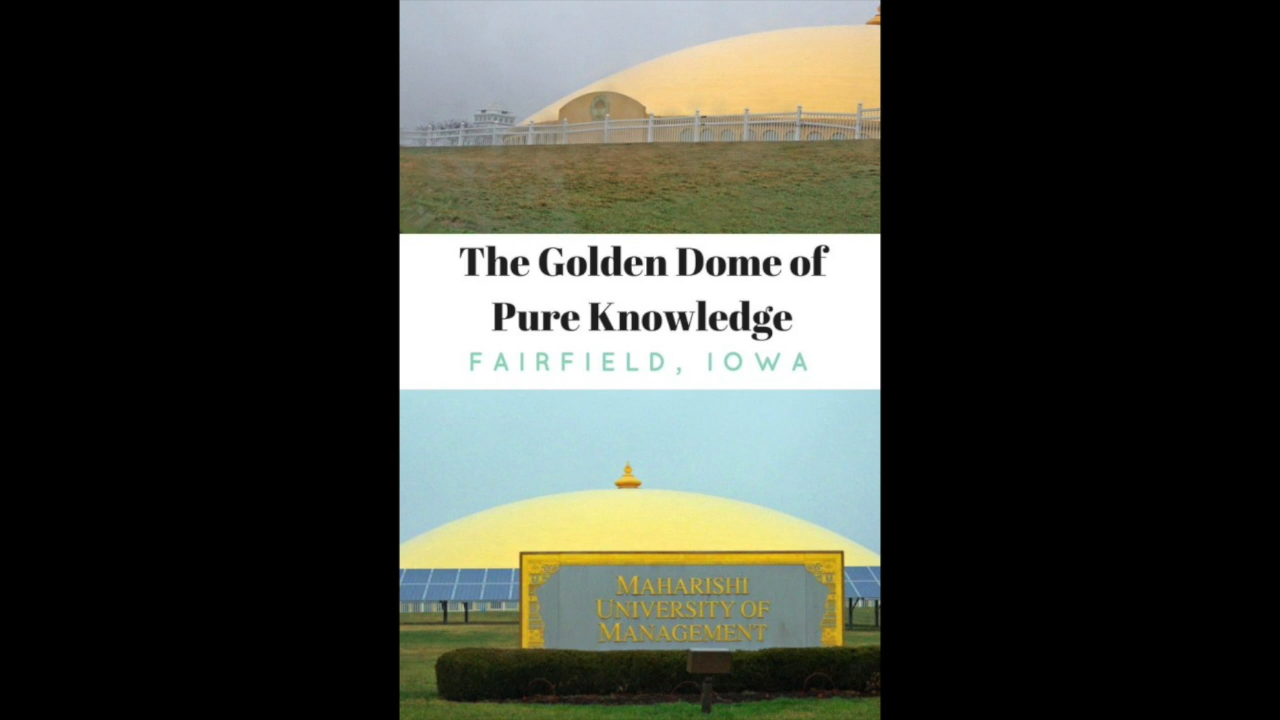 The Golden Dome of
Pure Knowledge
FAIRFIELD, IOWA
MAHARISHI
UNIVERSITY OF
MANAGEMENT